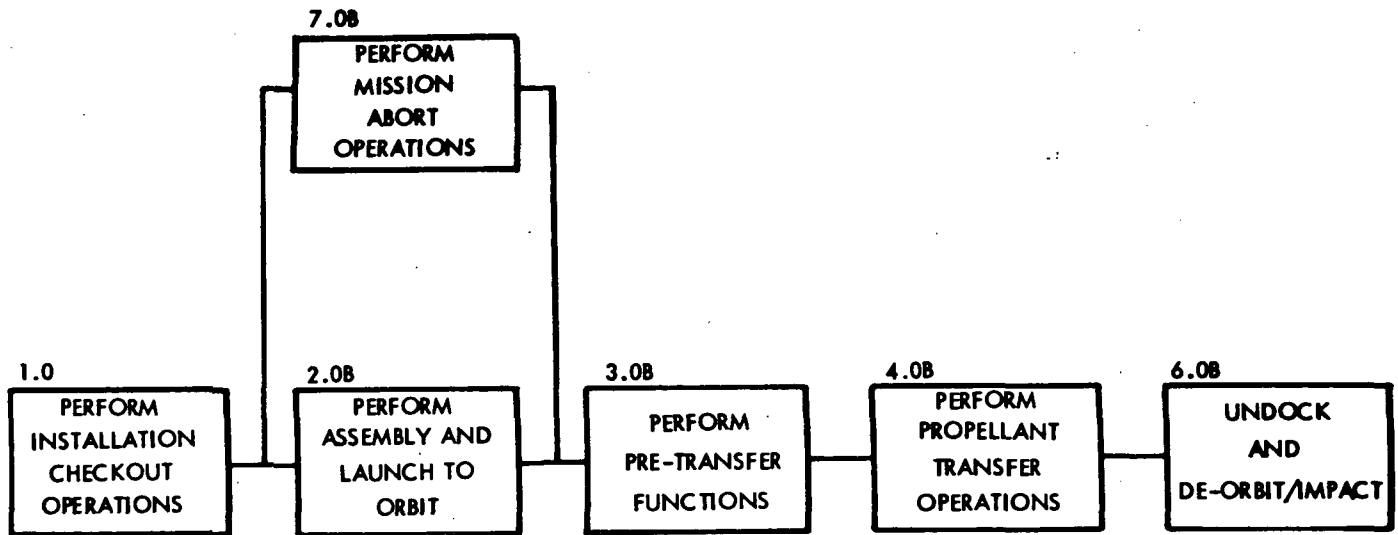 7.0B
PERFORM
MISSION
ABORT
OPERATIONS
1.0
PERFORM
INSTALLATION
CHECKOUT
OPERATIONS
2.0B
PERFORM
ASSEMBLY AND
LAUNCH TO
ORBIT
3.0B
PERFORM
PRE-TRANSFER
FUNCTIONS
4.0B
PERFORM
PROPELLANT
TRANSFER
OPERATIONS
6.0B
UNDOCK
AND
DE-ORBIT/IMPACT